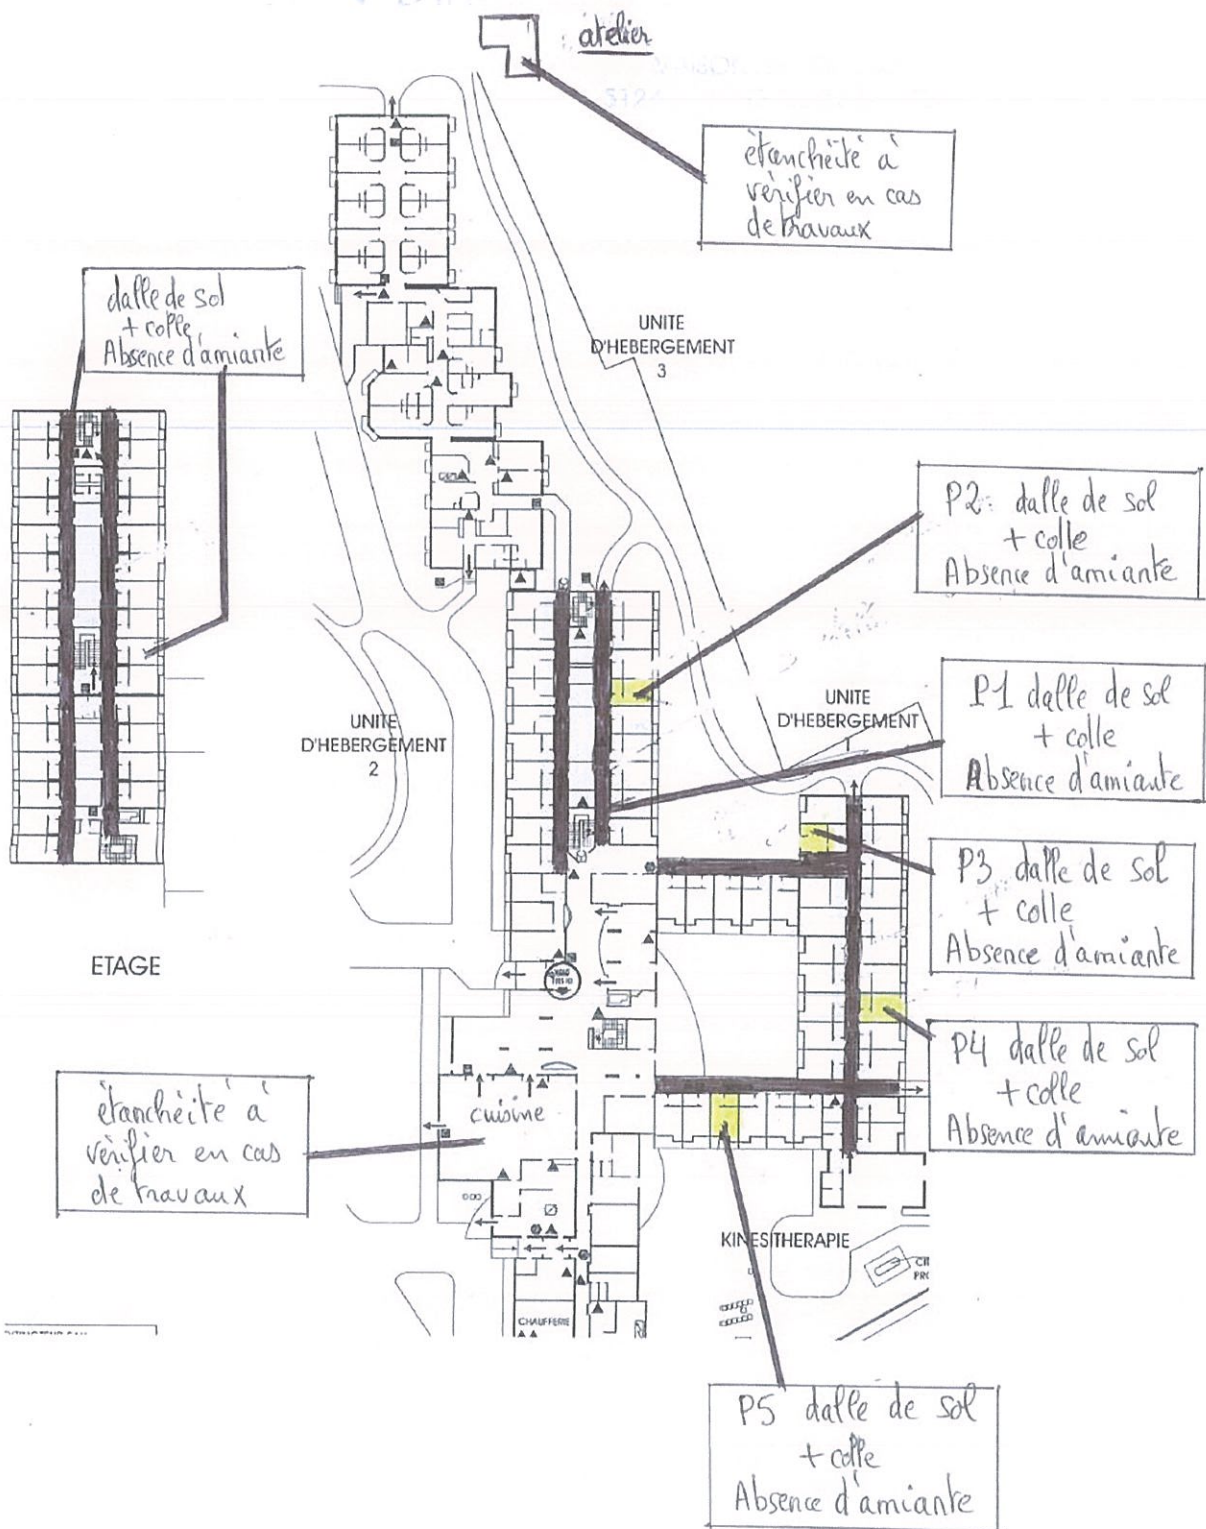 atelier
étanchéité à
vérifier en cas
de travaux
dalle de sol
+ colle
Absence d'amiante
UNITE
D'HEBERGEMENT
3
P2: dalle de sol
+ colle
Absence d'amiante
UNITE
D'HEBERGEMENT
2
UNITE
D'HEBERGEMENT
1
P1 dalle de sol
+ colle
Absence d'amiante
P3 dalle de sol
+ colle
Absence d'amiante
ETAGE
P4 dalle de sol
+ colle
Absence d'amiante
étanchéité à
vérifier en cas
de travaux
cuisine
KINESITHERAPIE
CHAUFFERIE
P5 dalle de sol
+ colle
Absence d'amiante